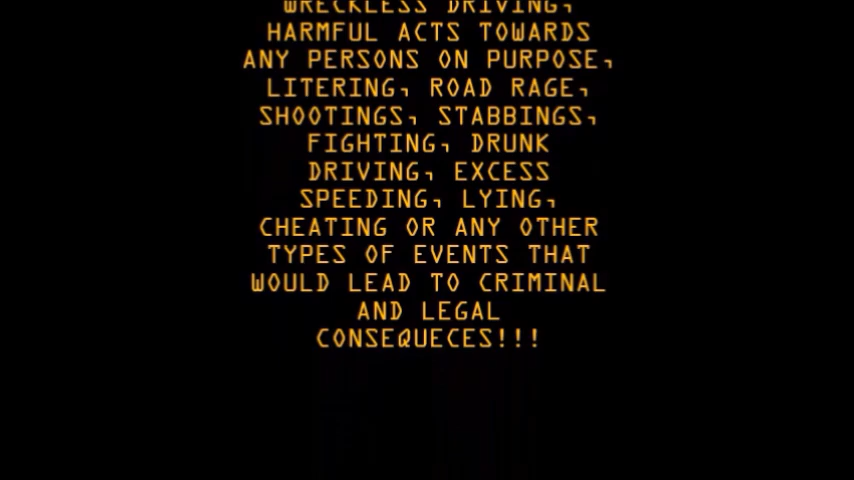 WRECKLESS DRIVING,
HARMFUL ACTS TOWARDS
ANY PERSONS ON PURPOSE,
LITERING, ROAD RAGE,
SHOOTINGS, STABBINGS,
FIGHTING, DRUNK
DRIVING, EXCESS
SPEEDING, LYING,
CHEATING OR ANY OTHER
TYPES OF EVENTS THAT
WOULD LEAD TO CRIMINAL
AND LEGAL
CONSEQUECES!!!